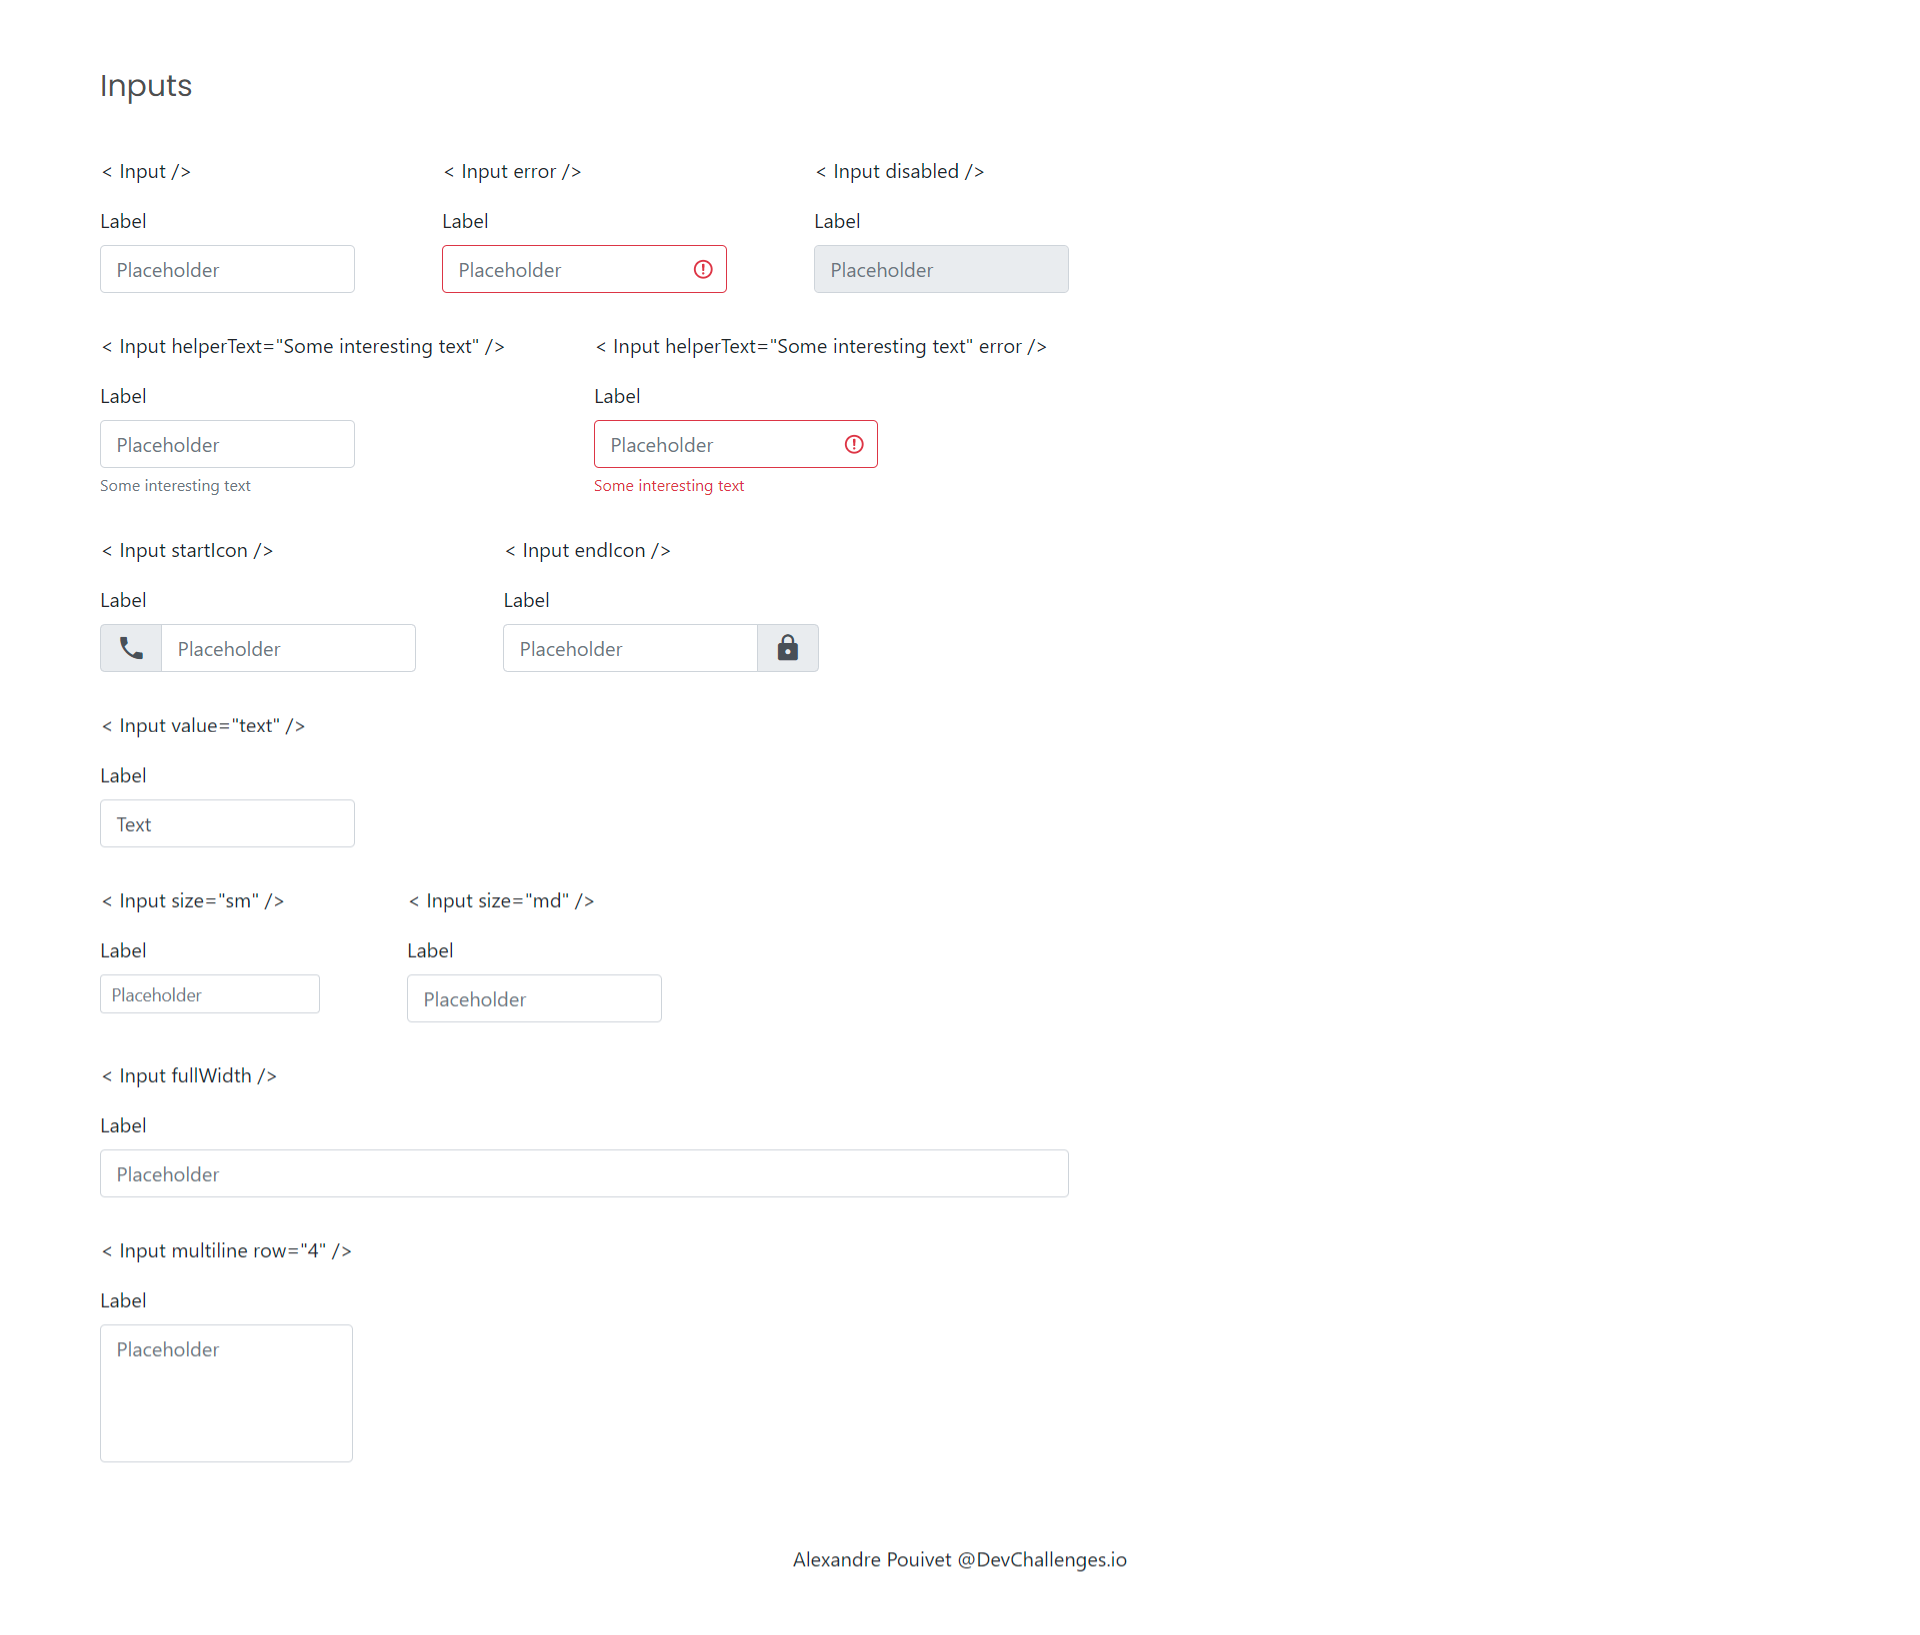 Inputs
< Input />
< Input error />
< Input disabled />
Label
Label
Label
Placeholder
Placeholder
Placeholder
< Input helperText="Some interesting text" />
< Input helperText="Some interesting text" error />
Label
Label
Placeholder
Placeholder
Some interesting text
Some interesting text
< Input startIcon />
< Input endIcon />
Label
Label
Placeholder
Placeholder
< Input value="text" />
Label
Text
< Input size="sm" />
< Input size="md" />
Label
Label
Placeholder
Placeholder
< Input fullWidth />
Label
Placeholder
< Input multiline row="4" />
Label
Placeholder
Alexandre Pouivet @DevChallenges.io